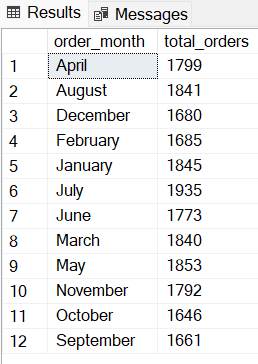 Results Messages
order_month total_orders
1 April 1799
2 August 1841
3 December 1680
4 February 1685
5 January 1845
6 July 1935
7 June 1773
8 March 1840
9 May 1853
10 November 1792
11 October 1646
12 September 1661